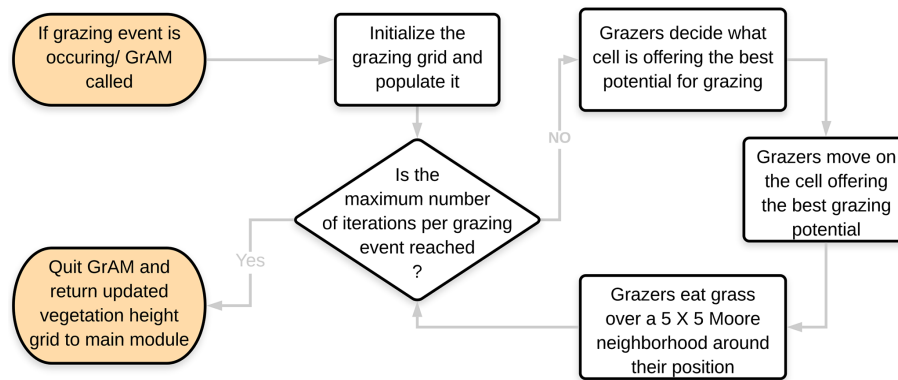 If grazing event is
occuring/ GrAM
called
Initialize the
grazing grid and
populate it
Grazers decide what
cell is offering the best
potential for grazing
NO
Grazers move on
the cell offering
the best grazing
potential
Is the
maximum number
of iterations per grazing
event reached
?
Yes
Quit GrAM and
return updated
vegetation height
grid to main module
Grazers eat grass
over a 5 X 5 Moore
neighborhood around
their position